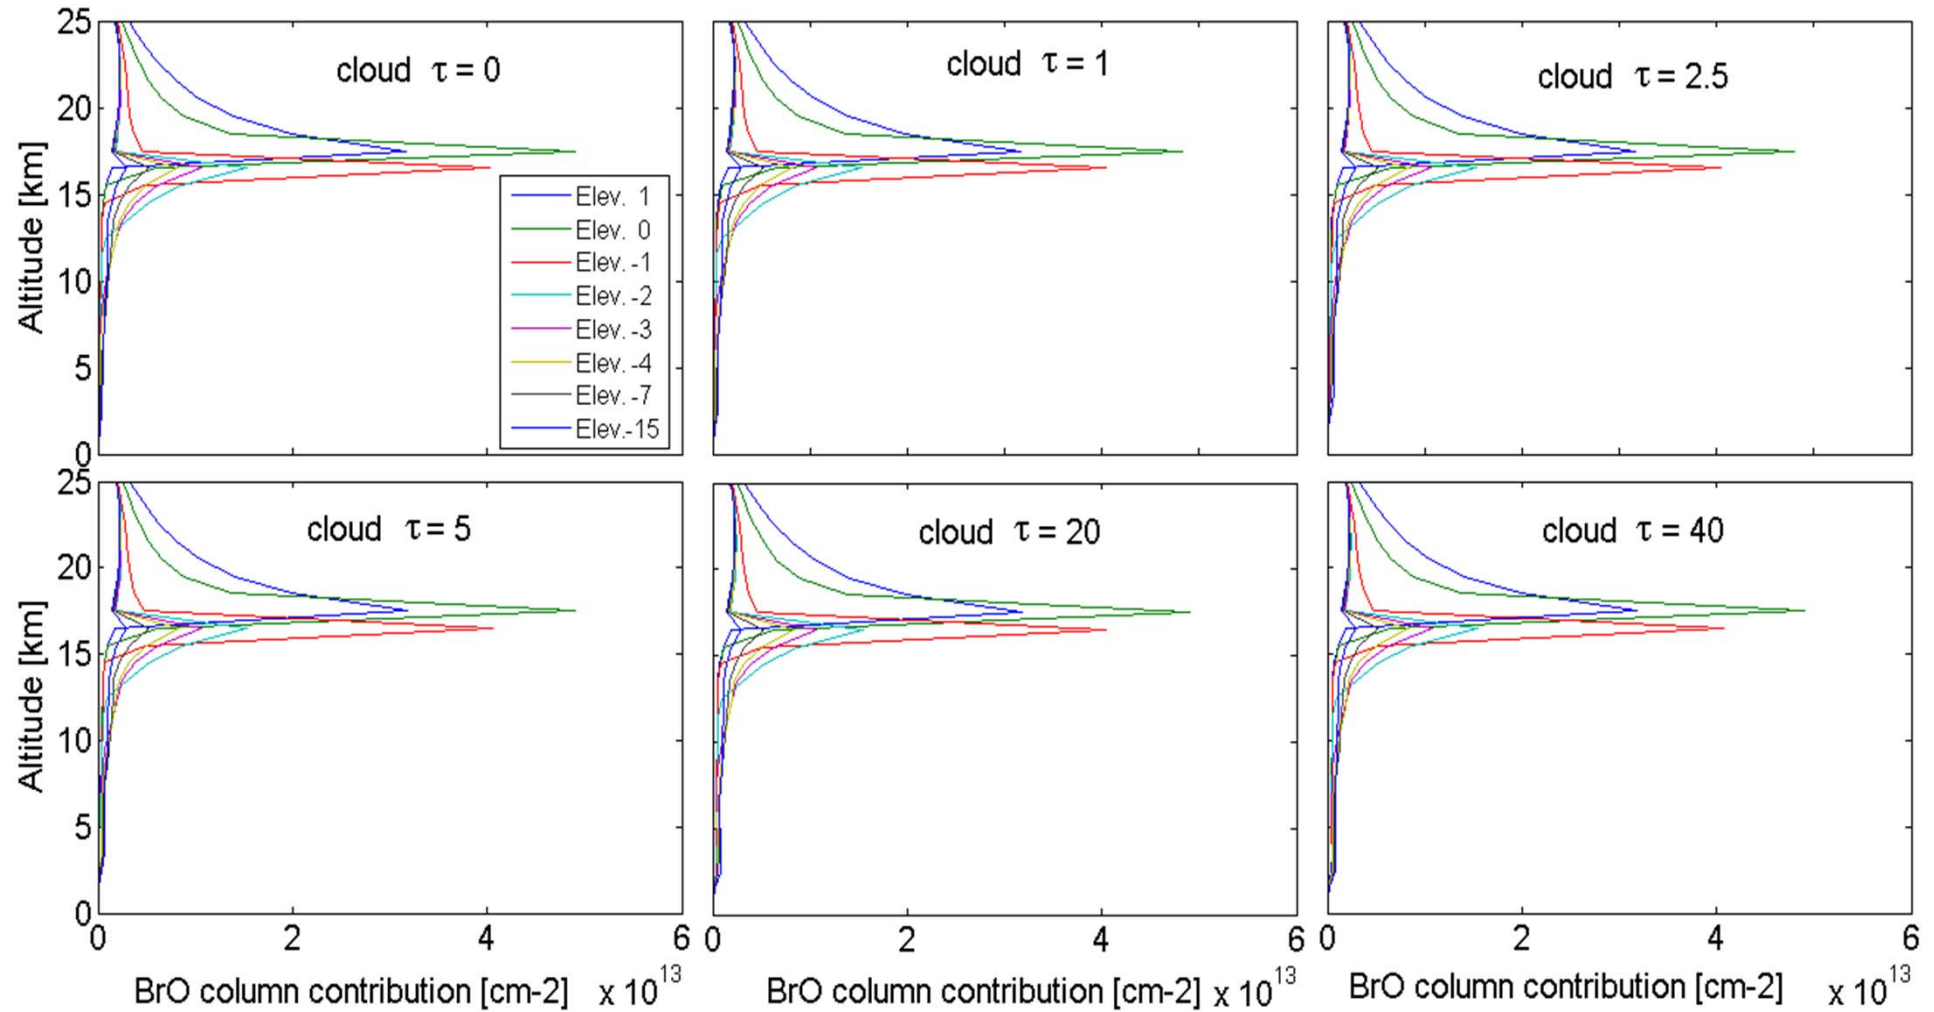 25
20
15
10
5
0
Altitude [km]
cloud τ = 0
Elev. 1
Elev. 0
Elev. -1
Elev. -2
Elev. -3
Elev. -4
Elev. -7
Elev.-15
cloud τ = 1
cloud τ = 2.5
25
20
15
10
5
0
Altitude [km]
cloud τ = 5
cloud τ = 20
cloud τ = 40
0 2 4 6
0 2 4 6
0 2 4 6
BrO column contribution [cm-2] x 10^13
BrO column contribution [cm-2] x 10^13
BrO column contribution [cm-2] x 10^13